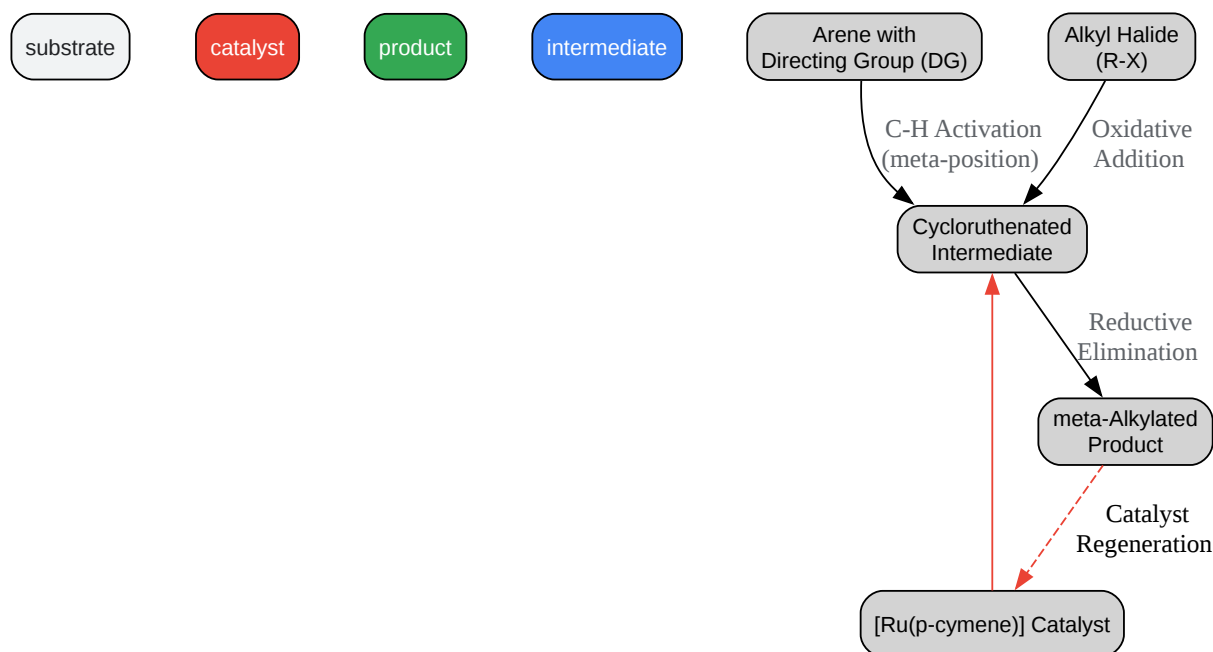 substrate
catalyst
product
intermediate
Arene with
Directing Group (DG)
Alkyl Halide
(R-X)
C-H Activation
(meta-position)
Oxidative
Addition
Cycloruthenated
Intermediate
Reductive
Elimination
meta-Alkylated
Product
Catalyst
Regeneration
[Ru(p-cymene)] Catalyst